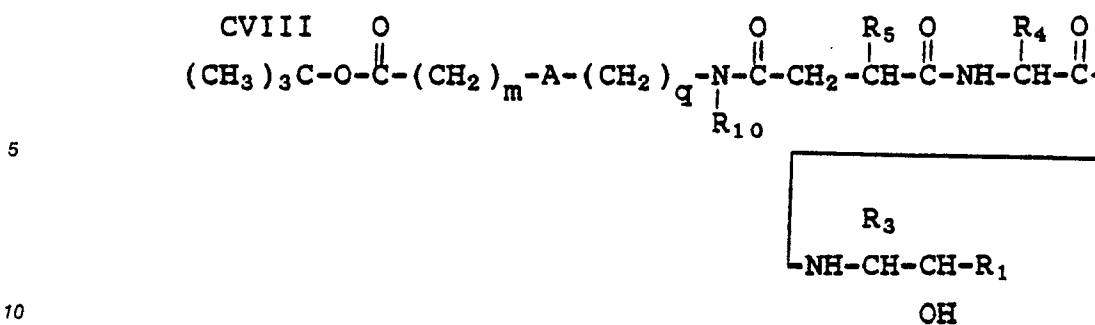 CVIII O R₅ O R₄ O
(CH₃)₃C-O-C-(CH₂)ₘ-A-(CH₂)q-N-C-CH₂-CH-C-NH-CH-C-
R₁₀
5
R₃
-NH-CH-CH-R₁
10 OH